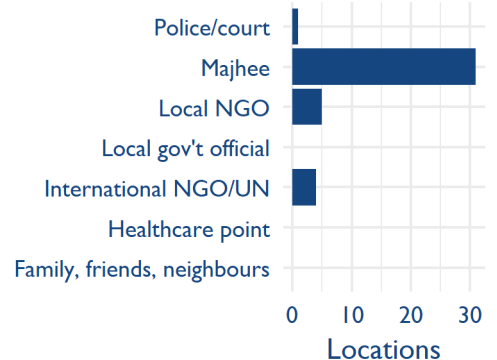 Police/court
Majhee
Local NGO
Local gov't official
International NGO/UN
Healthcare point
Family, friends, neighbours
0 10 20 30
Locations